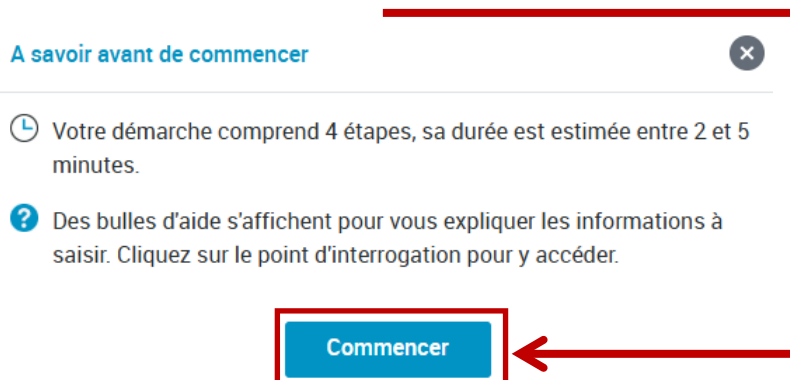 A savoir avant de commencer
Votre démarche comprend 4 étapes, sa durée est estimée entre 2 et 5
minutes.
Des bulles d'aide s'affichent pour vous expliquer les informations à
saisir. Cliquez sur le point d'interrogation pour y accéder.
Commencer